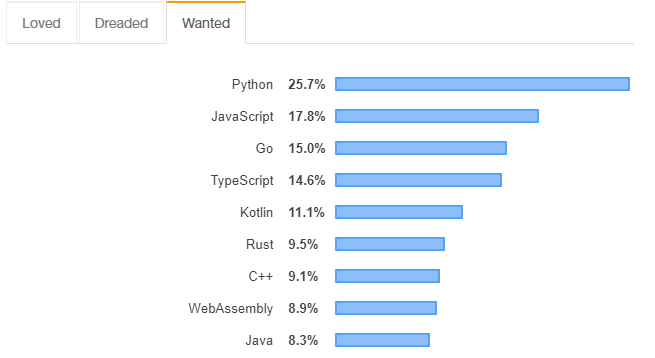 Loved Dreaded Wanted
Python 25.7%
JavaScript 17.8%
Go 15.0%
TypeScript 14.6%
Kotlin 11.1%
Rust 9.5%
C++ 9.1%
WebAssembly 8.9%
Java 8.3%